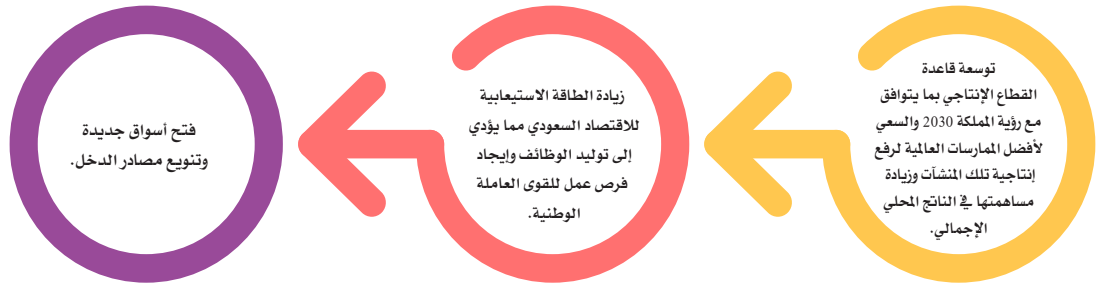 توسعة قاعدة
القطاع الإنتاجي بما يتوافق
مع رؤية المملكة 2030 والسعي
لأفضل الممارسات العالمية لرفع
إنتاجية تلك المنشآت وزيادة
مساهمتها في الناتج المحلي
الإجمالي.
زيادة الطاقة الاستيعابية
للاقتصاد السعودي مما يؤدي
إلى توليد الوظائف وإيجاد
فرص عمل للقوى العاملة
الوطنية.
فتح أسواق جديدة
وتنويع مصادر الدخل.